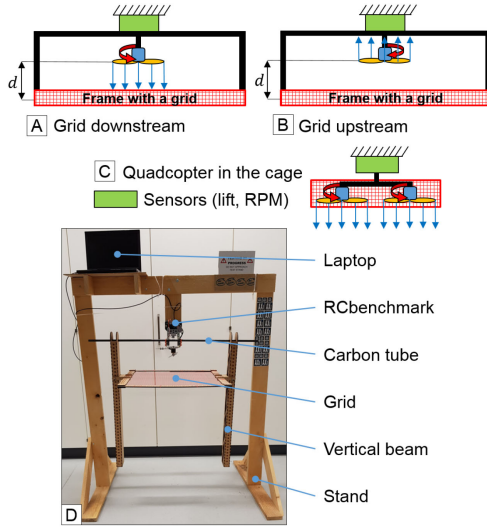 d
Frame with a grid
A Grid downstream
d
Frame with a grid
B Grid upstream
C Quadcopter in the cage
Sensors (lift, RPM)
Laptop
RCbenchmark
Carbon tube
Grid
Vertical beam
Stand
D